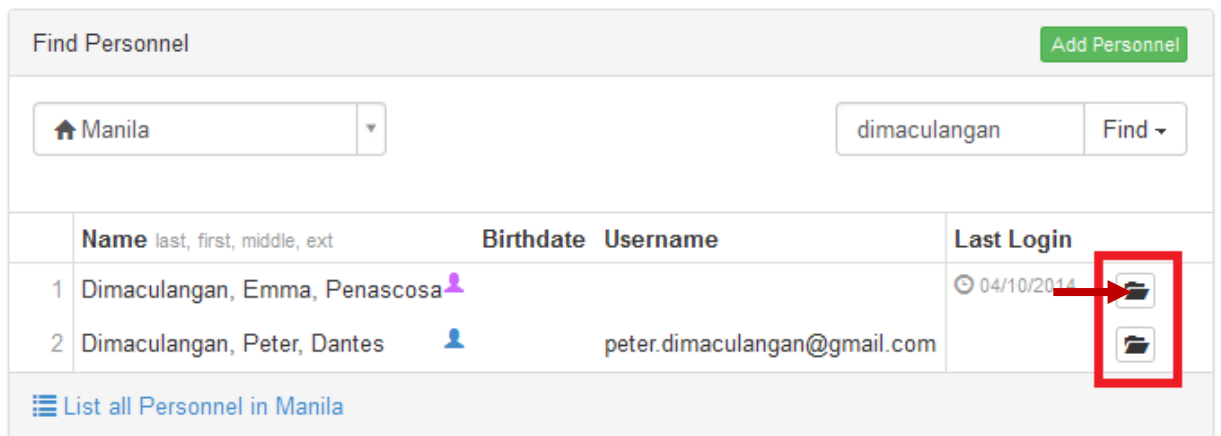 Find Personnel Add Personnel
Manila dimaculangan Find
Name last, first, middle, ext Birthdate Username Last Login
1 Dimaculangan, Emma, Penascosa 04/10/2014
2 Dimaculangan, Peter, Dantes peter.dimaculangan@gmail.com
List all Personnel in Manila